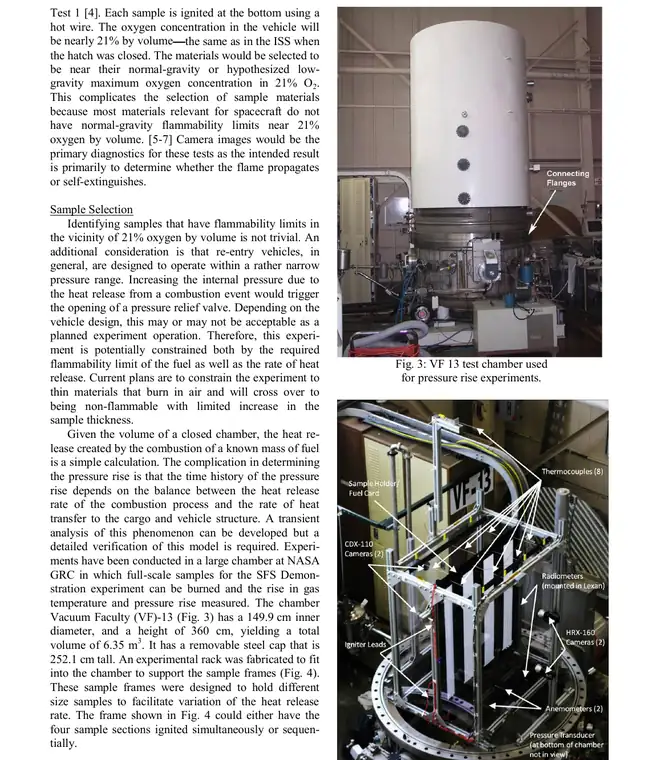 Test 1 [4]. Each sample is ignited at the bottom using a
hot wire. The oxygen concentration in the vehicle will
be nearly 21% by volume—the same as in the ISS when
the hatch was closed. The materials would be selected to
be near their normal-gravity or hypothesized low-
gravity maximum oxygen concentration in 21% O2.
This complicates the selection of sample materials
because most materials relevant for spacecraft do not
have normal-gravity flammability limits near 21%
oxygen by volume. [5-7] Camera images would be the
primary diagnostics for these tests as the intended result
is primarily to determine whether the flame propagates
or self-extinguishes.
Sample Selection
Identifying samples that have flammability limits in
the vicinity of 21% oxygen by volume is not trivial. An
additional consideration is that re-entry vehicles, in
general, are designed to operate within a rather narrow
pressure range. Increasing the internal pressure due to
the heat release from a combustion event would trigger
the opening of a pressure relief valve. Depending on the
vehicle design, this may or may not be acceptable as a
planned experiment operation. Therefore, this experi-
ment is potentially constrained both by the required
flammability limit of the fuel as well as the rate of heat
release. Current plans are to constrain the experiment to
thin materials that burn in air and will cross over to
being non-flammable with limited increase in the
sample thickness.
Given the volume of a closed chamber, the heat re-
lease created by the combustion of a known mass of fuel
is a simple calculation. The complication in determining
the pressure rise is that the time history of the pressure
rise depends on the balance between the heat release
rate of the combustion process and the rate of heat
transfer to the cargo and vehicle structure. A transient
analysis of this phenomenon can be developed but a
detailed verification of this model is required. Experi-
ments have been conducted in a large chamber at NASA
GRC in which full-scale samples for the SFS Demon-
stration experiment can be burned and the rise in gas
temperature and pressure rise measured. The chamber
Vacuum Faculty (VF)-13 (Fig. 3) has a 149.9 cm inner
diameter, and a height of 360 cm, yielding a total
volume of 6.35 m3. It has a removable steel cap that is
252.1 cm tall. An experimental rack was fabricated to fit
into the chamber to support the sample frames (Fig. 4).
These sample frames were designed to hold different
size samples to facilitate variation of the heat release
rate. The frame shown in Fig. 4 could either have the
four sample sections ignited simultaneously or sequen-
tially.
Connecting
Flanges
Fig. 3: VF 13 test chamber used
for pressure rise experiments.
Thermocouples (8)
Sample Holder/
Fuel Card
VF-13
CDX-110
Cameras (2)
Radiometers
(mounted in Lexan)
Igniter Leads
HRX-160
Cameras (2)
Anemometers (2)
Pressure Transducer
(at bottom of chamber
not in view)